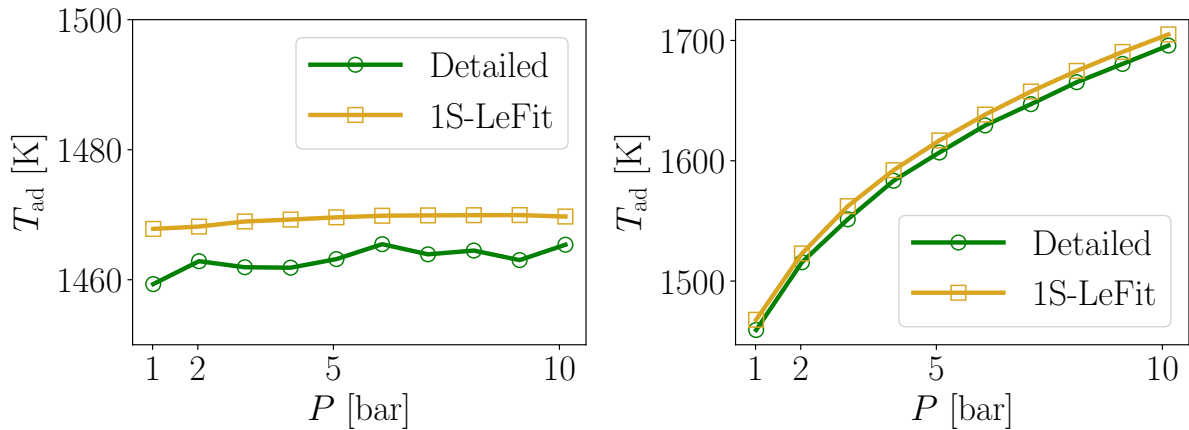 1500
1480
1460
T_ad [K]
Detailed
1S-LeFit
1 2 5 10
P [bar]
1700
1600
1500
T_ad [K]
Detailed
1S-LeFit
1 2 5 10
P [bar]